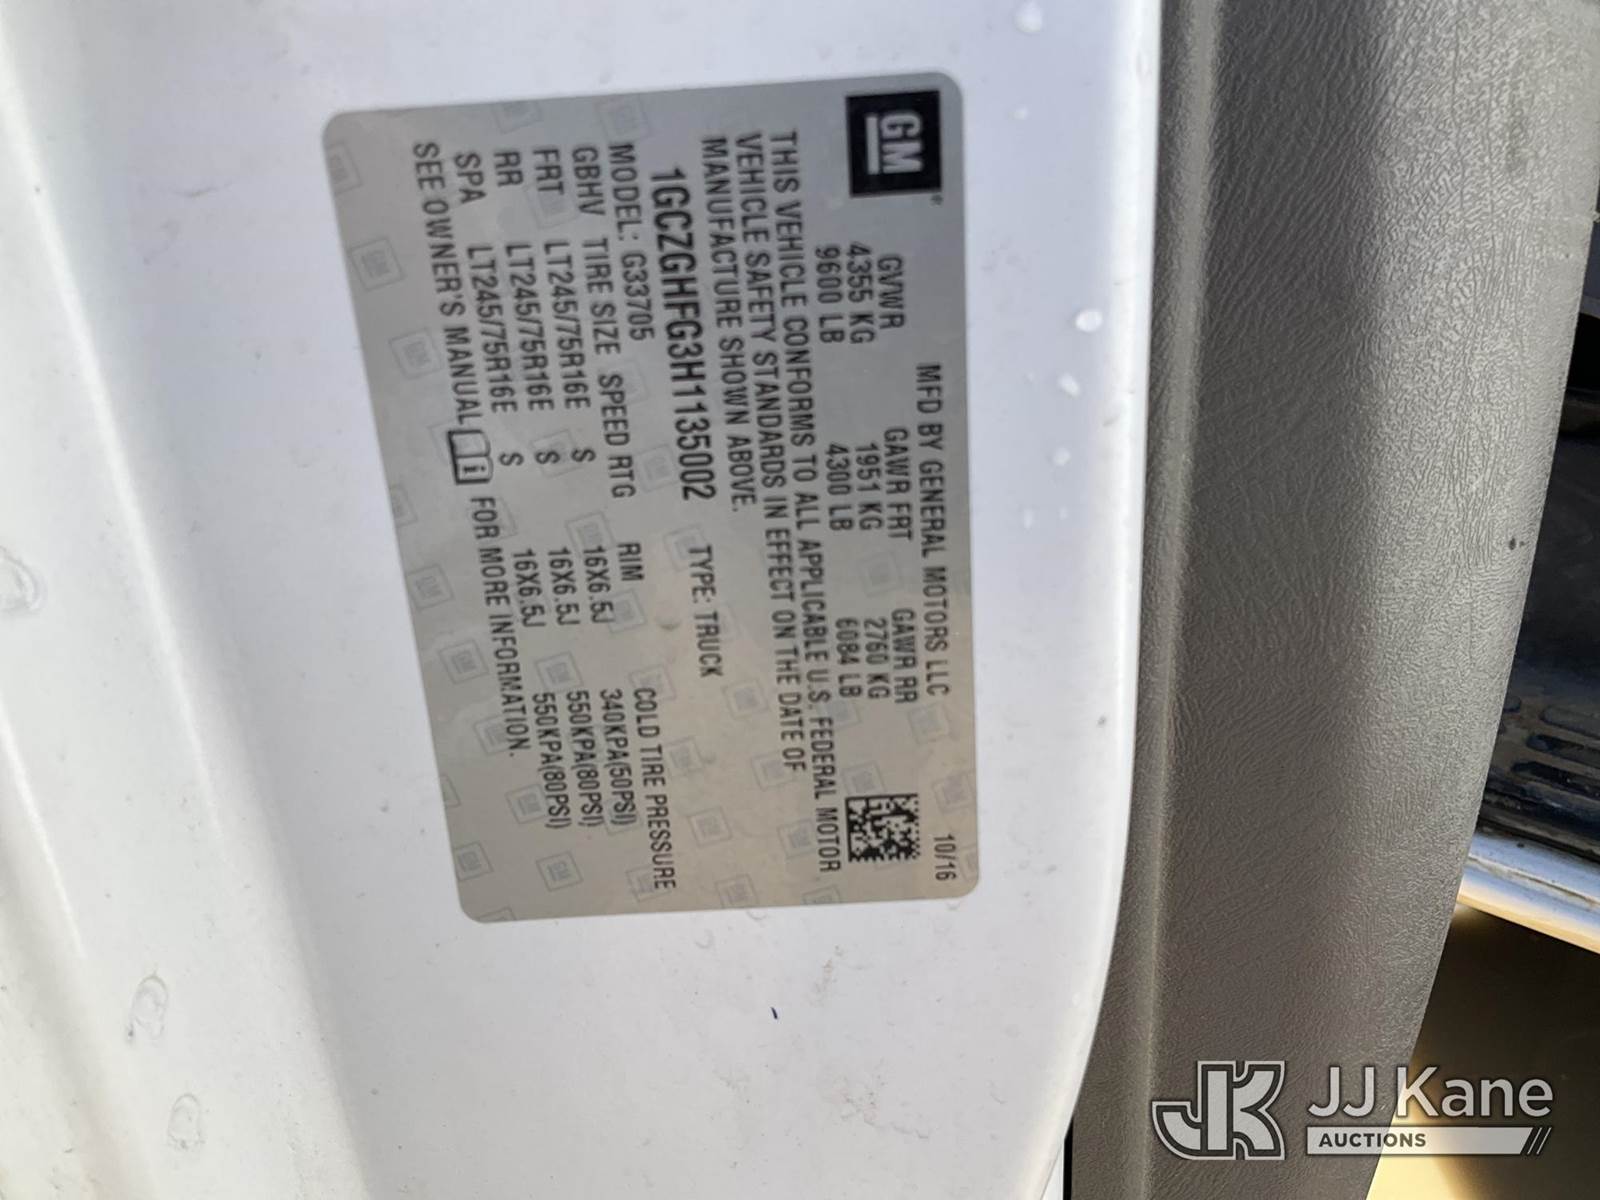 GM
MFD BY GENERAL MOTORS LLC 10/16
GVWR GAWR FRT GAWR RR
4355 KG 1951 KG 2760 KG
9600 LB 4300 LB 6084 LB
THIS VEHICLE CONFORMS TO ALL APPLICABLE U.S. FEDERAL MOTOR
VEHICLE SAFETY STANDARDS IN EFFECT ON THE DATE OF
MANUFACTURE SHOWN ABOVE.
1GCZGHFG3H1135002 TYPE: TRUCK
MODEL: G33705
GBHV TIRE SIZE SPEED RTG RIM COLD TIRE PRESSURE
FRT LT245/75R16E S 16X6.5J 340KPA(50PSI)
RR LT245/75R16E S 16X6.5J 550KPA(80PSI)
SPA LT245/75R16E S 16X6.5J 550KPA(80PSI)
SEE OWNER'S MANUAL i FOR MORE INFORMATION.
JK JJ Kane
AUCTIONS